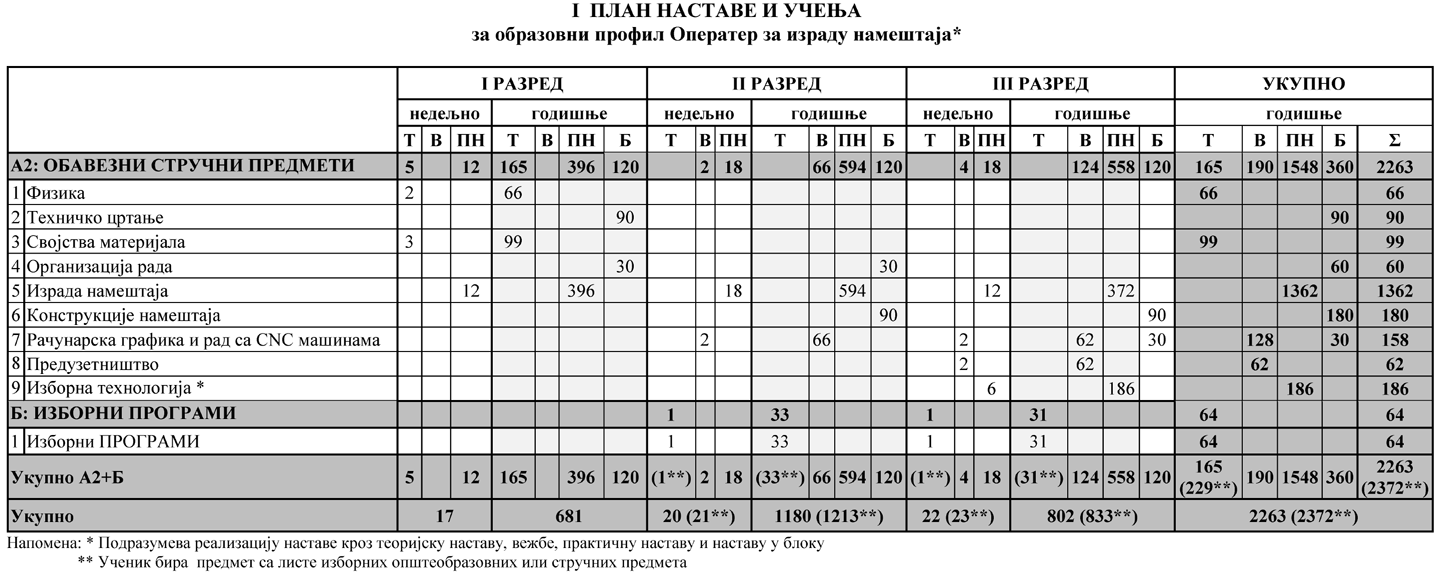 I ПЛАН НАСТАВЕ И УЧЕЊА
за образовни профил Оператер за израду намештаја*
I РАЗРЕД II РАЗРЕД III РАЗРЕД УКУПНО
недељно годишње недељно годишње недељно годишње годишње
Т В ПН Т В ПН Б Т В ПН Т В ПН Б Т В ПН Т В ПН Б Т В ПН Б Σ
А2: ОБАВЕЗНИ СТРУЧНИ ПРЕДМЕТИ 5 12 165 396 120 2 18 66 594 120 4 18 124 558 120 165 190 1548 360 2263
1 Физика 2 66 66 66
2 Техничко цртање 90 90 90
3 Својства материјала 3 99 99 99
4 Организација рада 30 30 60 60
5 Израда намештаја 12 396 18 594 12 372 1362 1362
6 Конструкције намештаја 90 90 180 180
7 Рачунарска графика и рад са CNC машинама 2 66 2 62 30 128 30 158
8 Предузетништво 2 62 62 62
9 Изборна технологија * 6 186 186 186
Б: ИЗБОРНИ ПРОГРАМИ 1 33 1 31 64 64
1 Изборни ПРОГРАМИ 1 33 1 31 64 64
Укупно А2+Б 5 12 165 396 120 (1**) 2 18 (33**) 66 594 120 (1**) 4 18 (31**) 124 558 120 165 (229**) 190 1548 360 2263 (2372**)
Укупно 17 681 20 (21**) 1180 (1213**) 22 (23**) 802 (833**) 2263 (2372**)
Напомена: * Подразумева реализацију наставе кроз теоријску наставу, вежбе, практичну наставу и наставу у блоку
** Ученик бира предмет са листе изборних општеобразовних или стручних предмета